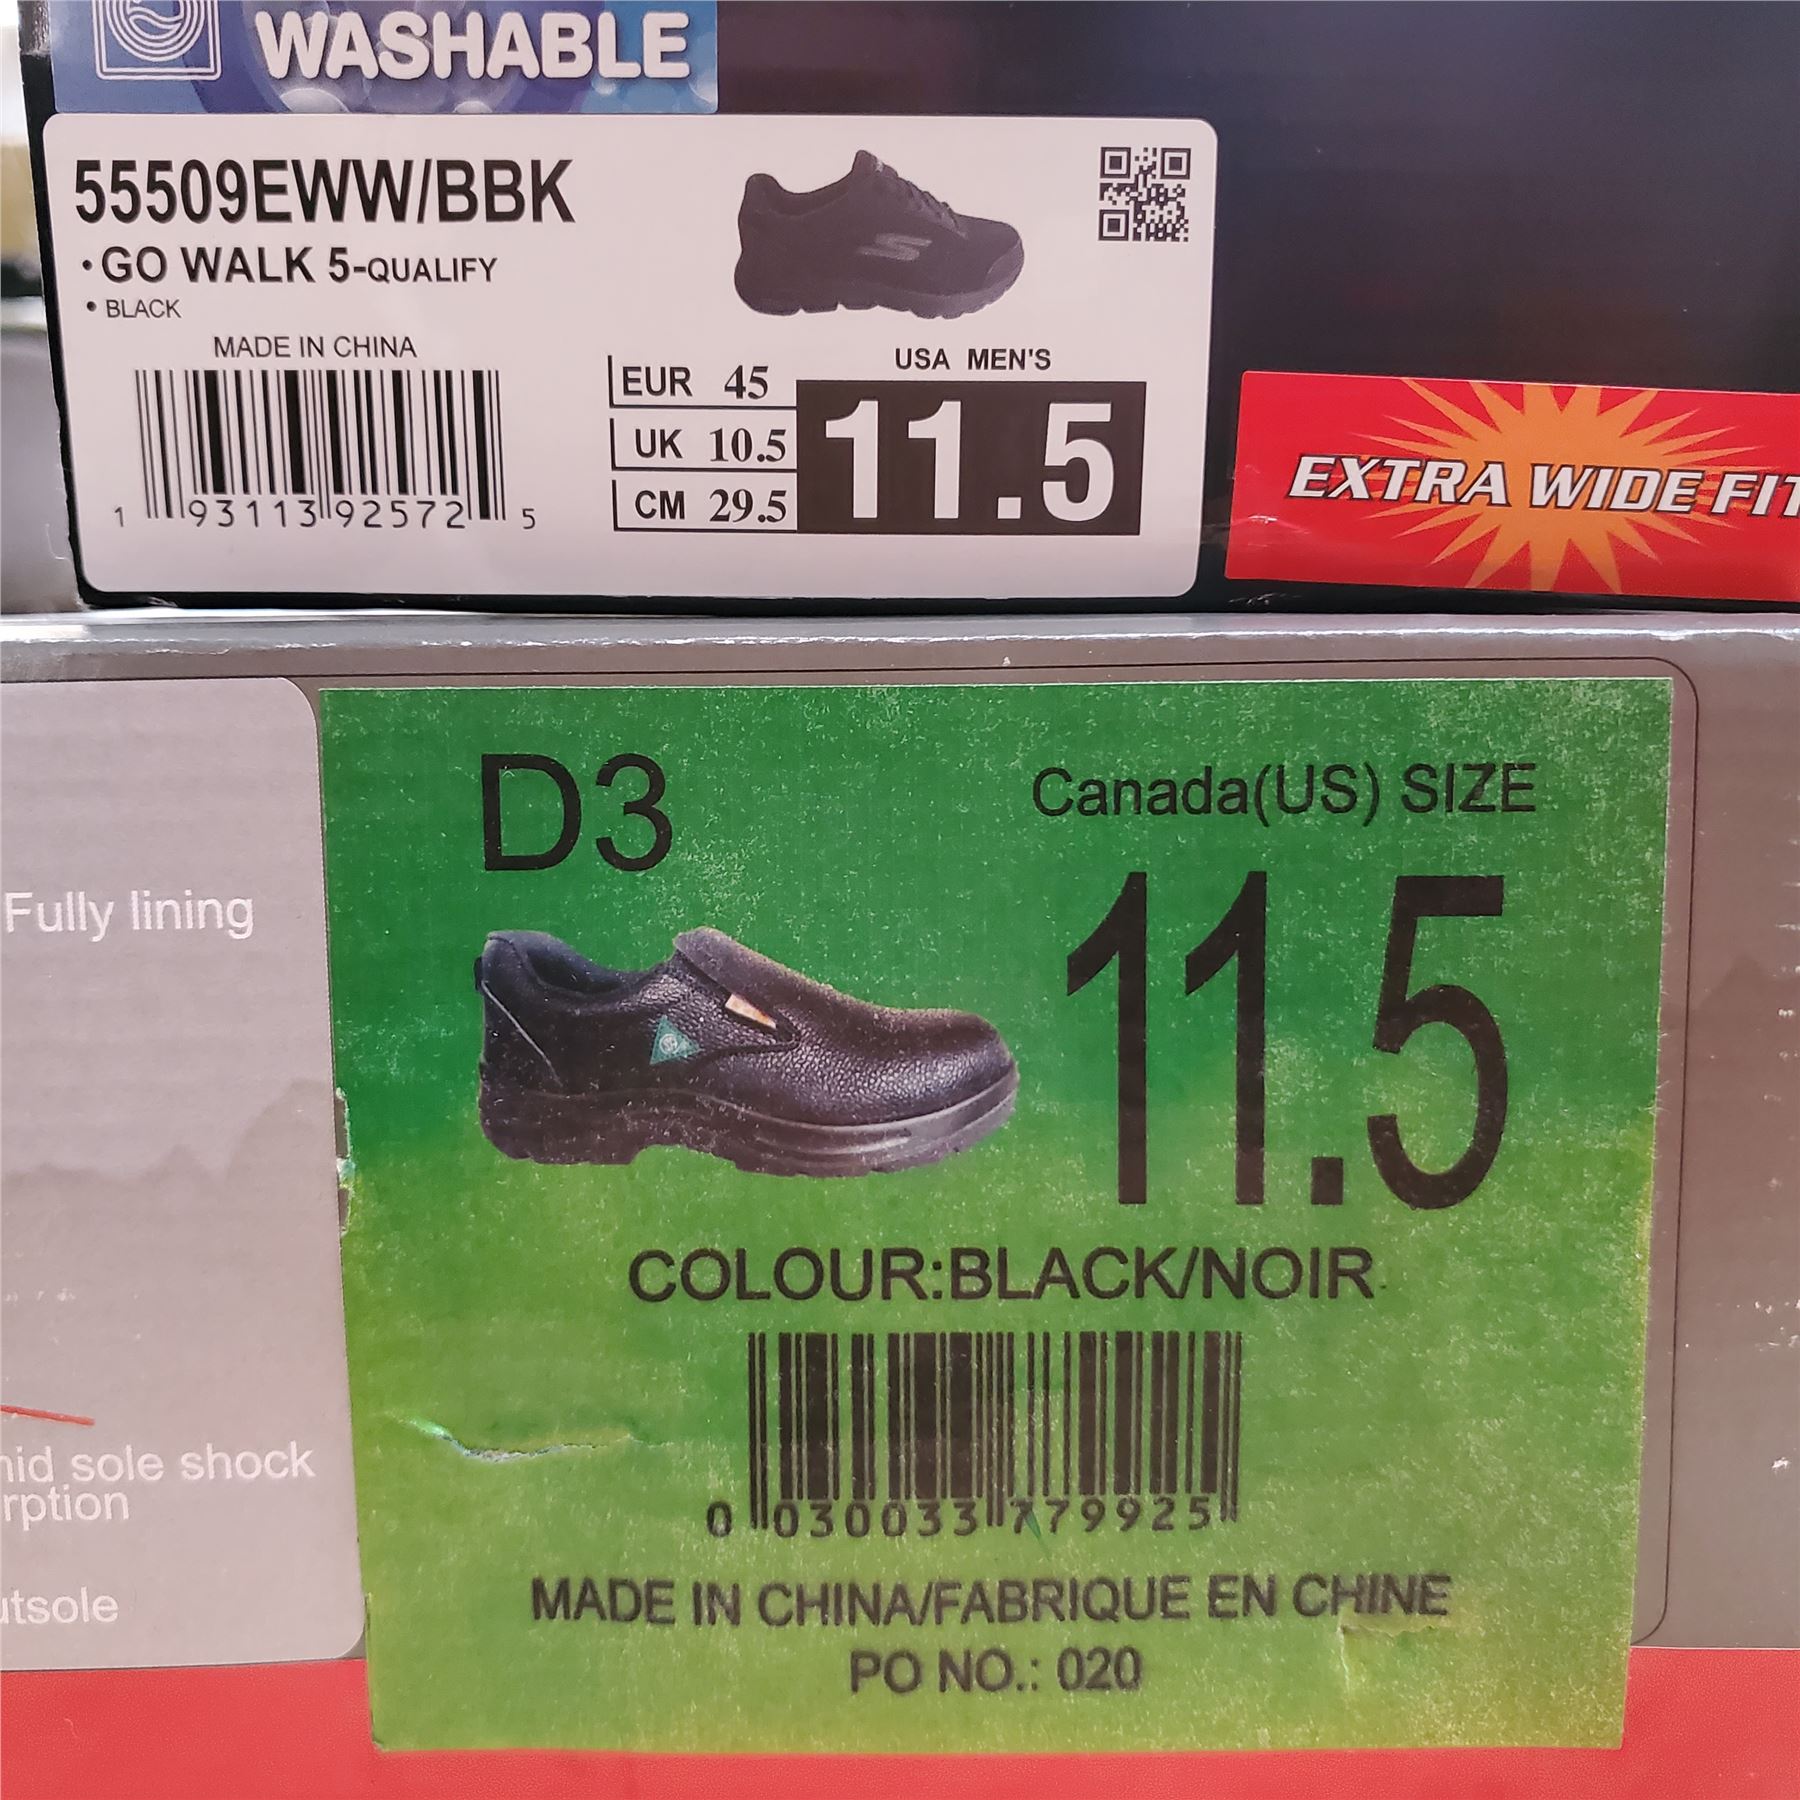 WASHABLE
55509EWW/BBK
• GO WALK 5-QUALIFY
• BLACK
MADE IN CHINA
1 93113 92572 5
USA MEN'S
EUR 45
UK 10.5
CM 29.5
11.5
EXTRA WIDE FIT
D3
Canada(US) SIZE
11.5
Fully lining
COLOUR:BLACK/NOIR
sole shock
0 030033 779925
MADE IN CHINA/FABRIQUE EN CHINE
PO NO.: 020